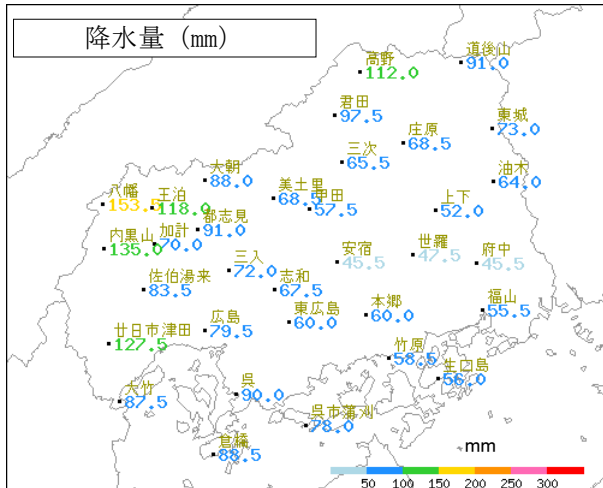 降水量 (mm)
道後山
91.0
高野
112.0
君田
97.5
東城
73.0
庄原
68.5
三次
65.5
大朝
88.0
油木
64.0
八幡
153.5
王泊
118.0
美土里
68.5
甲田
57.5
上下
52.0
都志見
91.0
内黒山
135.0
加計
70.0
三入
72.0
安宿
45.5
世羅
47.5
府中
45.5
佐伯湯来
83.5
志和
67.5
東広島
60.0
本郷
60.0
福山
55.5
廿日市津田
127.5
広島
79.5
竹原
58.5
生口島
56.0
大竹
87.5
呉
90.0
呉市蒲刈
78.0
倉橋
88.5
mm
50 100 150 200 250 300